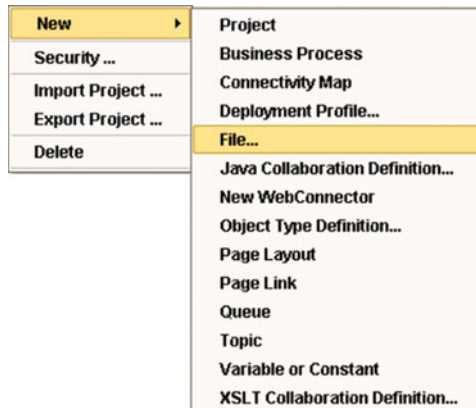 New
Security ...
Import Project ...
Export Project ...
Delete
Project
Business Process
Connectivity Map
Deployment Profile...
File...
Java Collaboration Definition...
New WebConnector
Object Type Definition...
Page Layout
Page Link
Queue
Topic
Variable or Constant
XSLT Collaboration Definition...